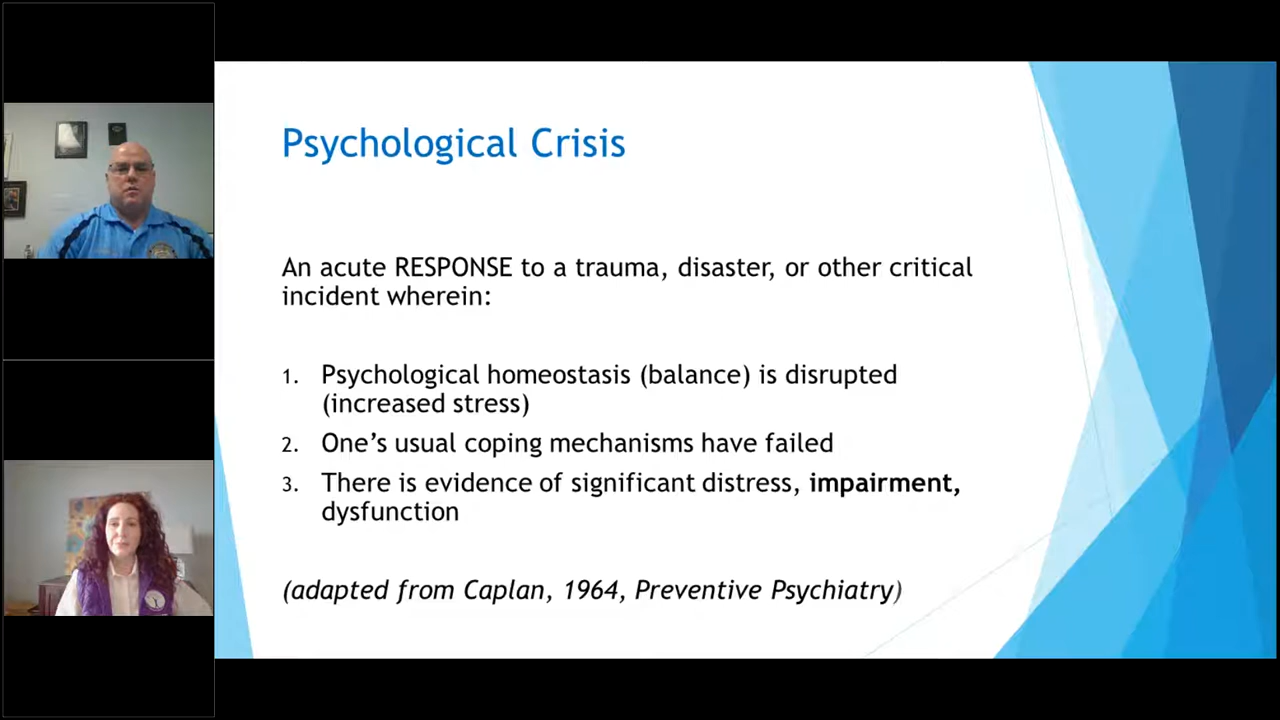 Psychological Crisis
An acute RESPONSE to a trauma, disaster, or other critical
incident wherein:
1. Psychological homeostasis (balance) is disrupted
(increased stress)
2. One’s usual coping mechanisms have failed
3. There is evidence of significant distress, impairment,
dysfunction
(adapted from Caplan, 1964, Preventive Psychiatry)